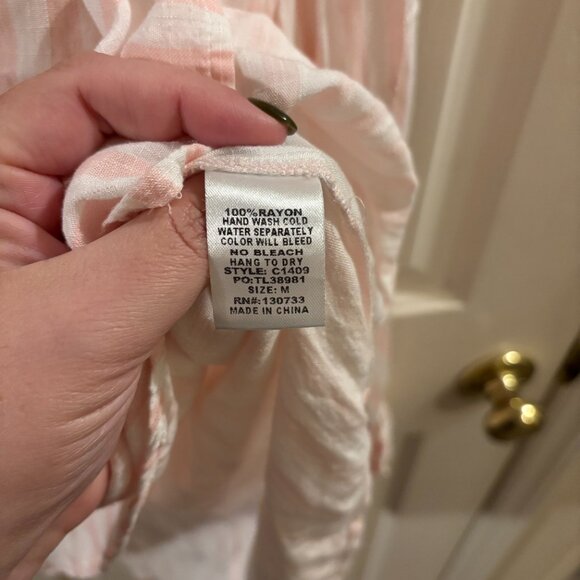 100%RAYON
HAND WASH COLD
WATER SEPARATELY
COLOR WILL BLEED
NO BLEACH
HANG TO DRY
STYLE: C1409
PO:TL38981
SIZE: M
RN#:130733
MADE IN CHINA